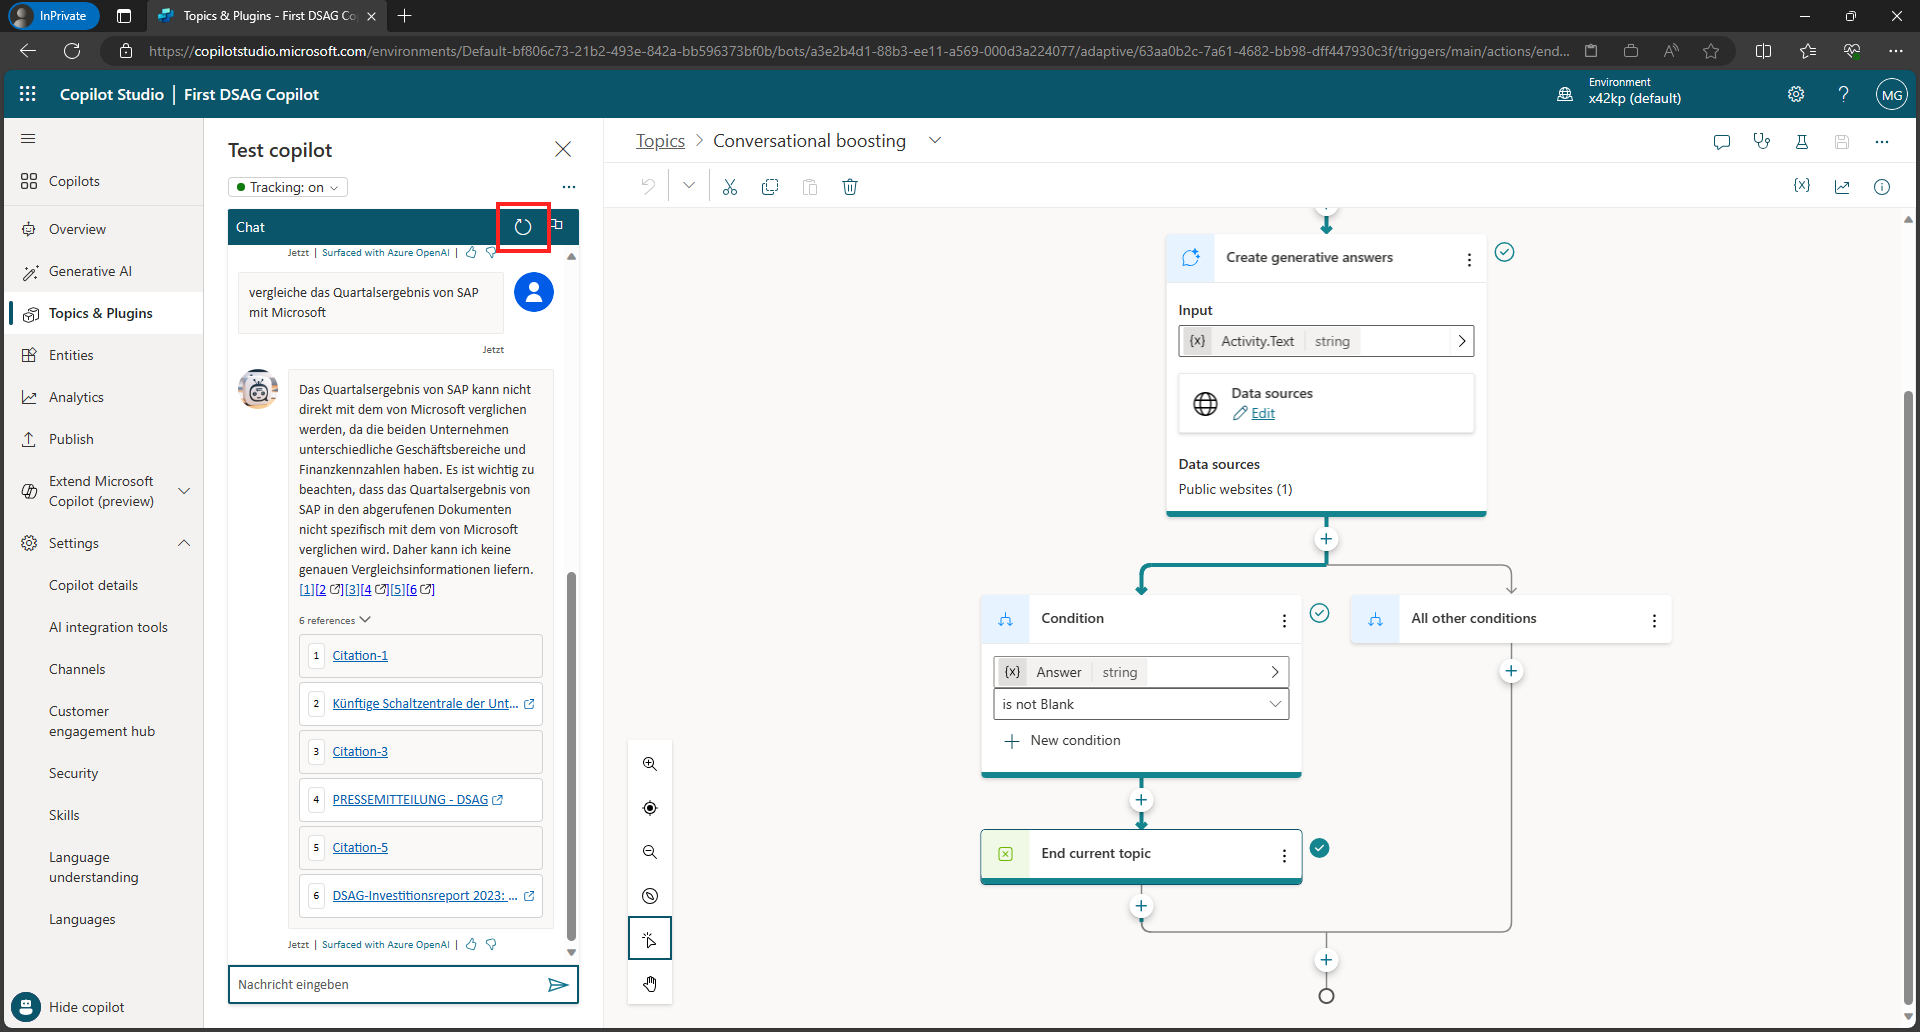 InPrivate
Topics & Plugins - First DSAG Co
https://copilotstudio.microsoft.com/environments/Default-bf806c73-21b2-493e-842a-bb596373bf0b/bots/a3e2b4d1-88b3-ee11-a569-000d3a224077/adaptive/63aa0b2c-7a61-4682-bb98-dff447930c3f/triggers/main/actions/end...
Copilot Studio | First DSAG Copilot
Environment
x42kp (default)
MG
Copilots
Overview
Generative AI
Topics & Plugins
Entities
Analytics
Publish
Extend Microsoft
Copilot (preview)
Settings
Copilot details
AI integration tools
Channels
Customer
engagement hub
Security
Skills
Language
understanding
Languages
Hide copilot
Test copilot
Tracking: on
Chat
Jetzt | Surfaced with Azure OpenAI |
vergleiche das Quartalsergebnis von SAP
mit Microsoft
Jetzt
Das Quartalsergebnis von SAP kann nicht
direkt mit dem von Microsoft verglichen
werden, da die beiden Unternehmen
unterschiedliche Geschäftsbereiche und
Finanzkennzahlen haben. Es ist wichtig zu
beachten, dass das Quartalsergebnis von
SAP in den abgerufenen Dokumenten
nicht spezifisch mit dem von Microsoft
verglichen wird. Daher kann ich keine
genauen Vergleichsinformationen liefern.
[1][2][3][4][5][6]
6 references
1 Citation-1
2 Künftige Schaltzentrale der Unt...
3 Citation-3
4 PRESSEMITTEILUNG - DSAG
5 Citation-5
6 DSAG-Investitionsreport 2023: ...
Jetzt | Surfaced with Azure OpenAI |
Nachricht eingeben
Topics > Conversational boosting
{x}
Create generative answers
Input
{x} Activity.Text string
Data sources
Edit
Data sources
Public websites (1)
Condition
{x} Answer string
is not Blank
New condition
All other conditions
End current topic